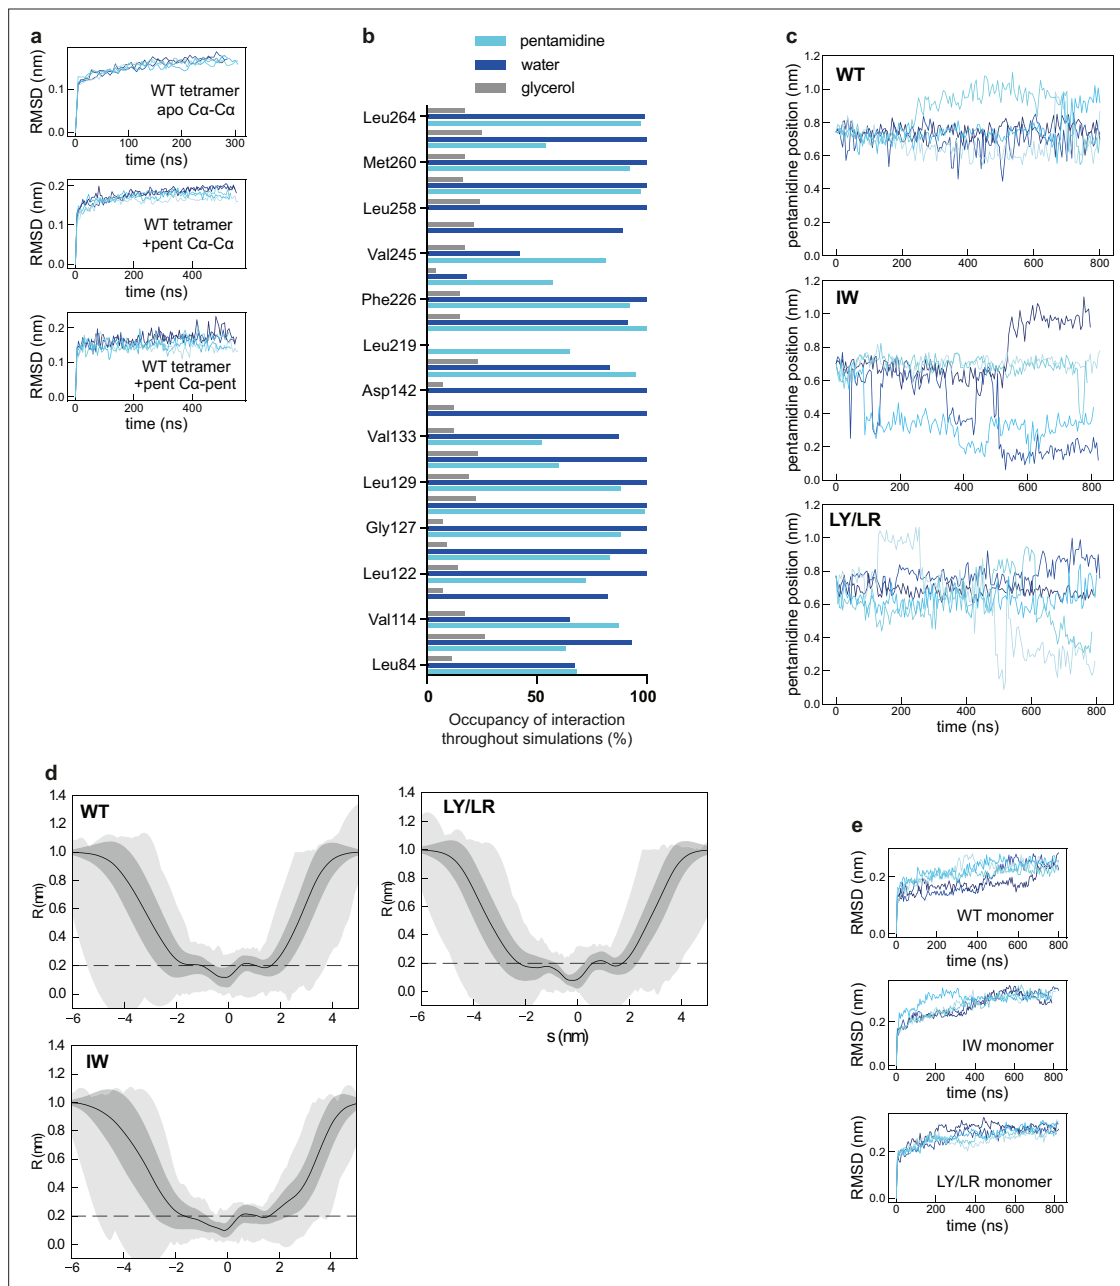 a
RMSD (nm)
0.1
0.0
WT tetramer
apo Cα-Cα
0 100 200 300
time (ns)
RMSD (nm)
0.2
0.1
0.0
WT tetramer
+pent Cα-Cα
0 200 400
time (ns)
RMSD (nm)
0.2
0.1
0.0
WT tetramer
+pent Cα-pent
0 200 400
time (ns)
b
pentamidine
water
glycerol
Leu264
Met260
Leu258
Val245
Phe226
Leu219
Asp142
Val133
Leu129
Gly127
Leu122
Val114
Leu84
0 50 100
Occupancy of interaction
throughout simulations (%)
c
WT
pentamidine position (nm)
1.2
1.0
0.8
0.6
0.4
0.2
0.0
0 200 400 600 800
IW
pentamidine position (nm)
1.2
1.0
0.8
0.6
0.4
0.2
0.0
0 200 400 600 800
LY/LR
pentamidine position (nm)
1.2
1.0
0.8
0.6
0.4
0.2
0.0
0 200 400 600 800
time (ns)
d
WT
R(nm)
1.4
1.2
1.0
0.8
0.6
0.4
0.2
0.0
−6 −4 −2 0 2 4
LY/LR
R(nm)
1.4
1.2
1.0
0.8
0.6
0.4
0.2
0.0
−6 −4 −2 0 2 4
s (nm)
IW
R(nm)
1.4
1.2
1.0
0.8
0.6
0.4
0.2
0.0
−6 −4 −2 0 2 4
e
RMSD (nm)
0.2
0.0
WT monomer
0 200 400 600 800
time (ns)
RMSD (nm)
0.2
0.0
IW monomer
0 200 400 600 800
time (ns)
RMSD (nm)
0.2
0.0
LY/LR monomer
0 200 400 600 800
time (ns)